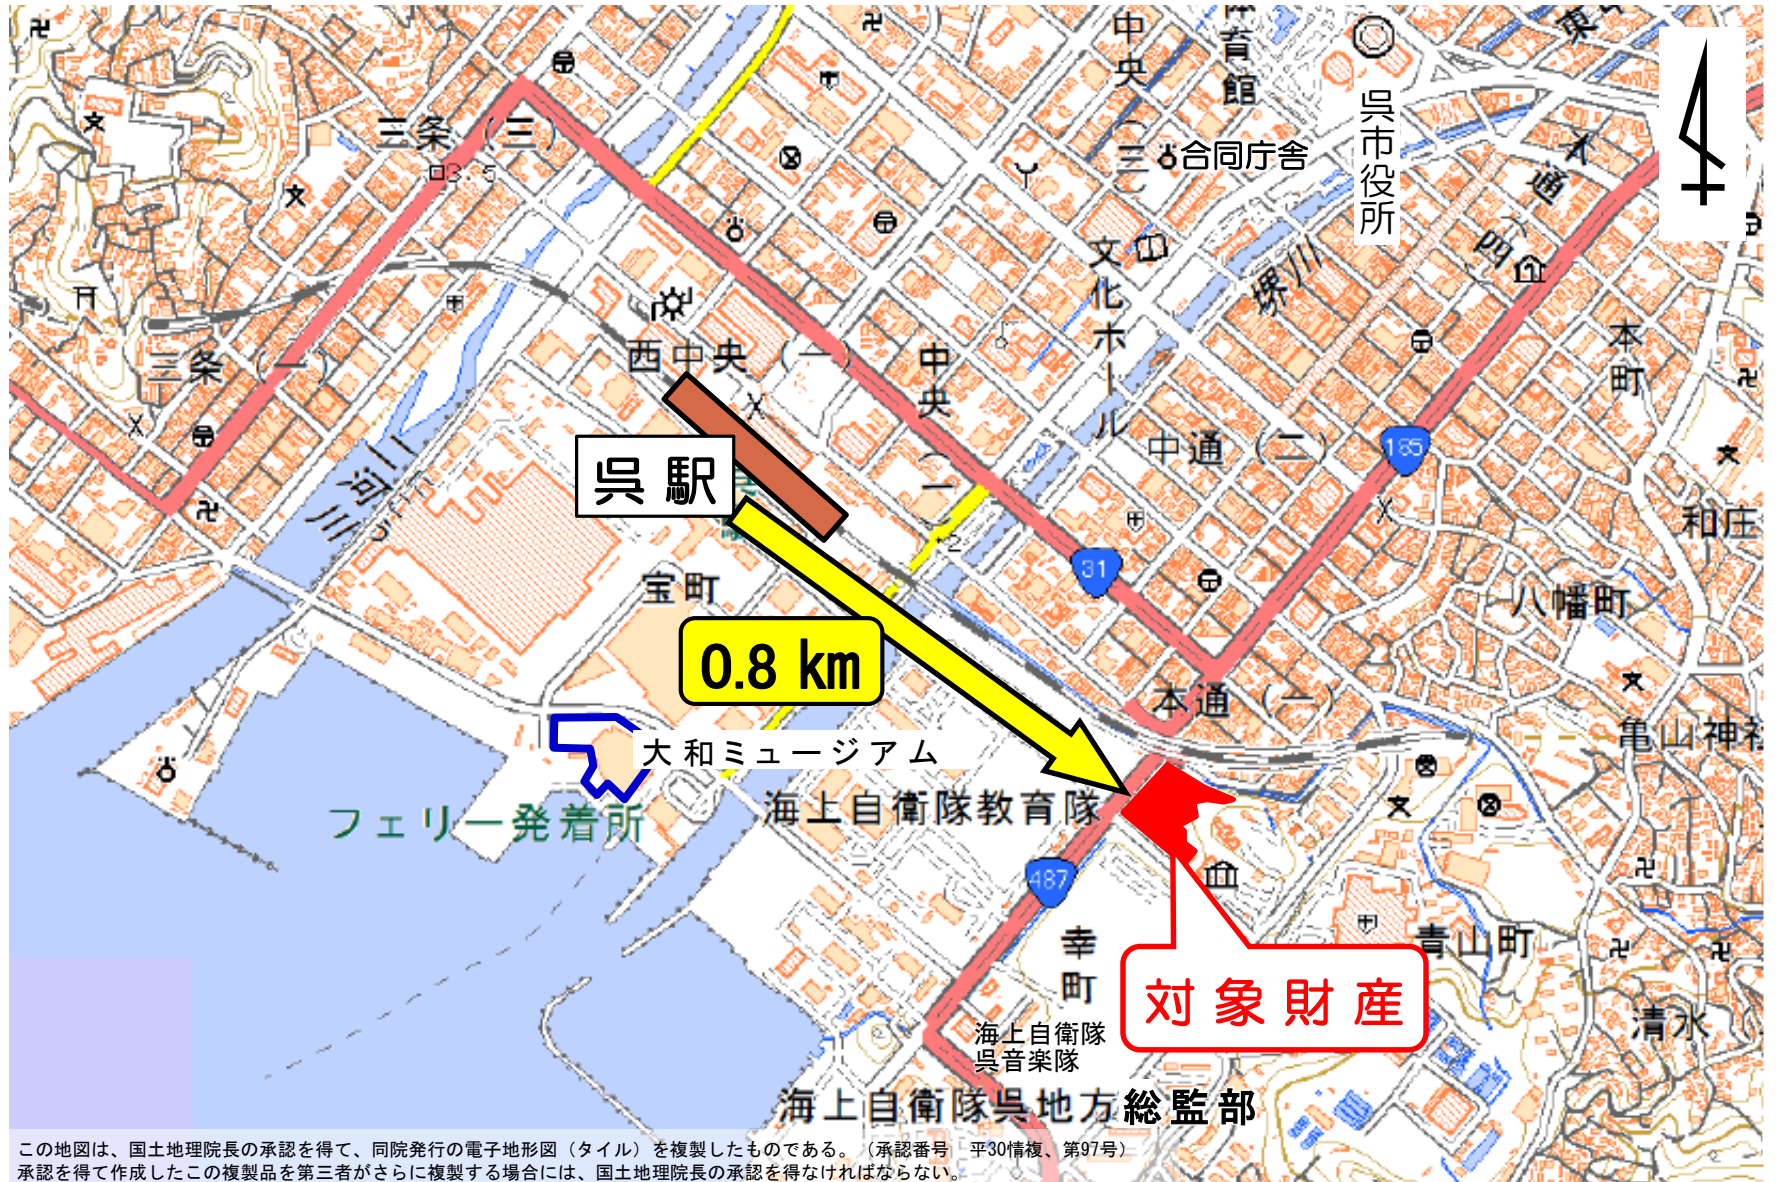 中央(三)
体育館
呉市役所
三条(三)
3.5
合同庁舎
本通(四)
文化ホール
堺川
本町
三条(二)
西中央(一)
中央(一)
中通(二)
185
呉駅
二河川
和庄
2
31
宝町
八幡町
0.8 km
本通(一)
亀山神社
大和ミュージアム
フェリー発着所
海上自衛隊教育隊
487
幸町
青山町
対象財産
清水
海上自衛隊
呉音楽隊
海上自衛隊呉地方総監部
この地図は、国土地理院長の承認を得て、同院発行の電子地形図（タイル）を複製したものである。（承認番号 平30情複、第97号）
承認を得て作成したこの複製品を第三者がさらに複製する場合には、国土地理院長の承認を得なければならない。